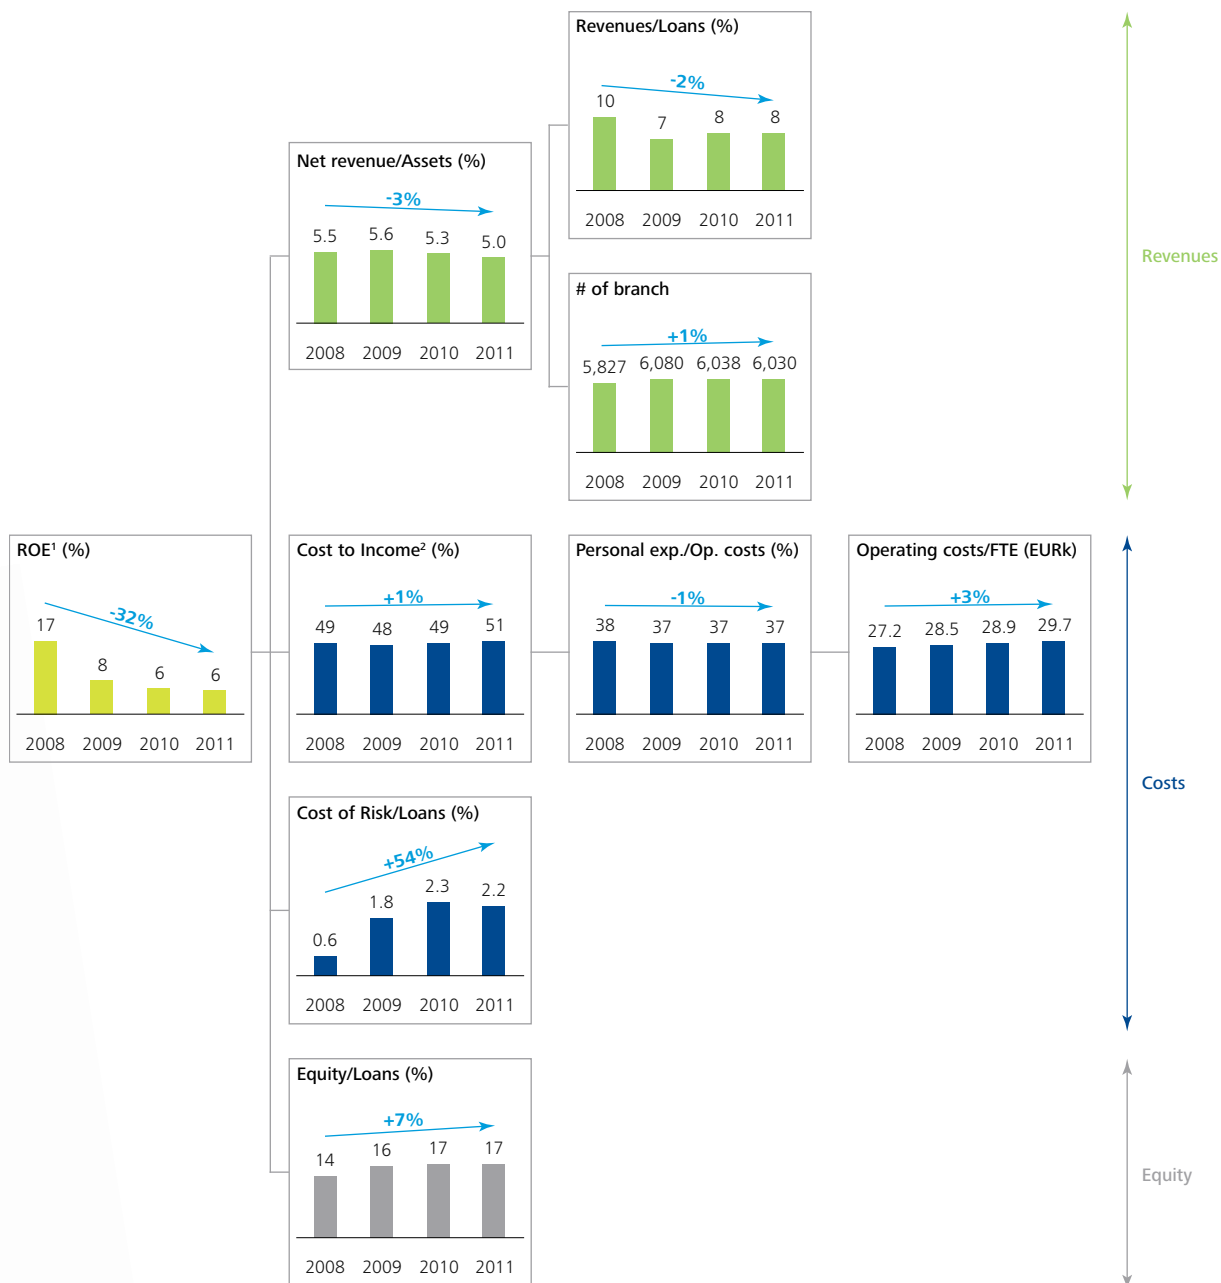 Revenues/Loans (%)
-2%
10 7 8 8
2008 2009 2010 2011
Net revenue/Assets (%)
-3%
5.5 5.6 5.3 5.0
2008 2009 2010 2011
Revenues
# of branch
+1%
5,827 6,080 6,038 6,030
2008 2009 2010 2011
ROE¹ (%)
-32%
17 8 6 6
2008 2009 2010 2011
Cost to Income² (%)
+1%
49 48 49 51
2008 2009 2010 2011
Personal exp./Op. costs (%)
-1%
38 37 37 37
2008 2009 2010 2011
Operating costs/FTE (EURk)
+3%
27.2 28.5 28.9 29.7
2008 2009 2010 2011
Costs
Cost of Risk/Loans (%)
+54%
0.6 1.8 2.3 2.2
2008 2009 2010 2011
Equity/Loans (%)
+7%
14 16 17 17
2008 2009 2010 2011
Equity